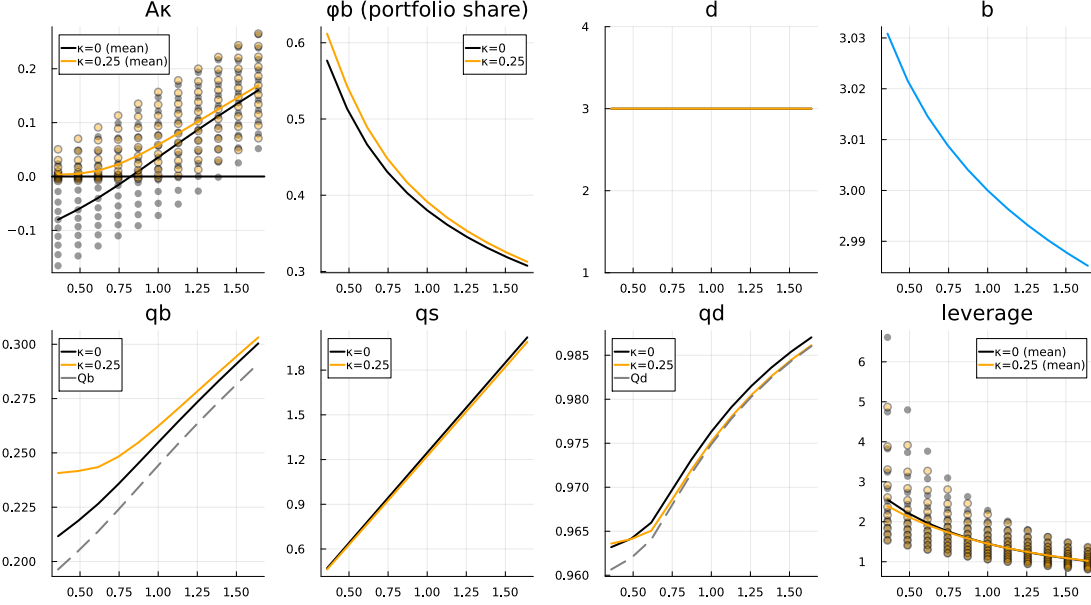 Aκ
φb (portfolio share)
d
b
κ=0 (mean)
κ=0.25 (mean)
κ=0
κ=0.25
0.2
0.1
0.0
−0.1
0.50 0.75 1.00 1.25 1.50
0.6
0.5
0.4
0.3
0.50 0.75 1.00 1.25 1.50
4
3
2
1
0.50 0.75 1.00 1.25 1.50
3.03
3.02
3.01
3.00
2.99
0.50 0.75 1.00 1.25 1.50
qb
qs
qd
leverage
κ=0
κ=0.25
Qb
κ=0
κ=0.25
κ=0
κ=0.25
Qd
κ=0 (mean)
κ=0.25 (mean)
0.300
0.275
0.250
0.225
0.200
0.50 0.75 1.00 1.25 1.50
1.8
1.5
1.2
0.9
0.6
0.50 0.75 1.00 1.25 1.50
0.985
0.980
0.975
0.970
0.965
0.960
0.50 0.75 1.00 1.25 1.50
6
5
4
3
2
1
0.50 0.75 1.00 1.25 1.50